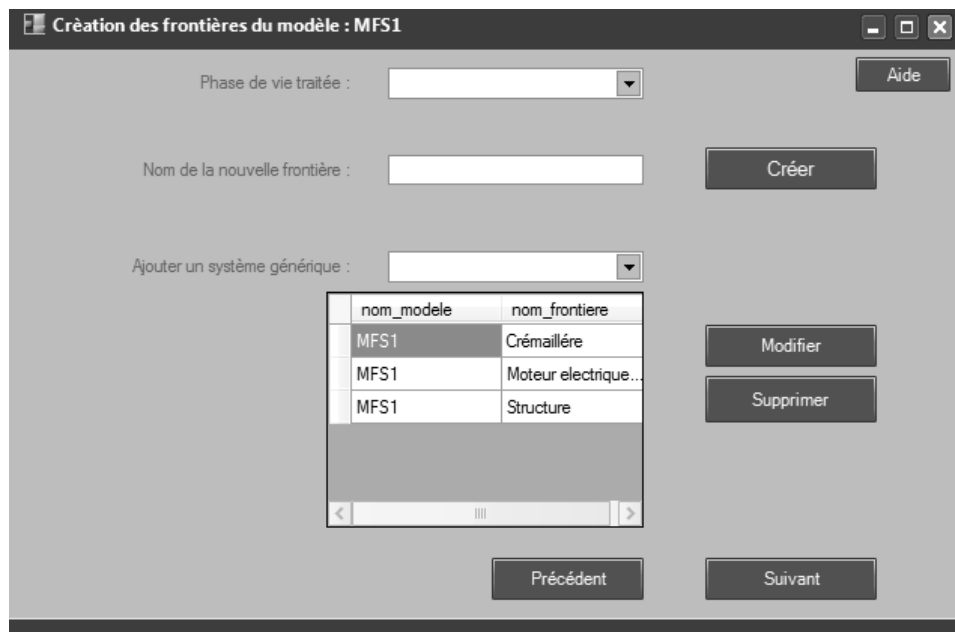 Crèation des frontières du modèle : MFS1
Aide
Phase de vie traitée :
Nom de la nouvelle frontière :
Créer
Ajouter un système générique :
nom_modele nom_frontiere
MFS1 Crémaillére
MFS1 Moteur electrique...
MFS1 Structure
Modifier
Supprimer
Précédent
Suivant